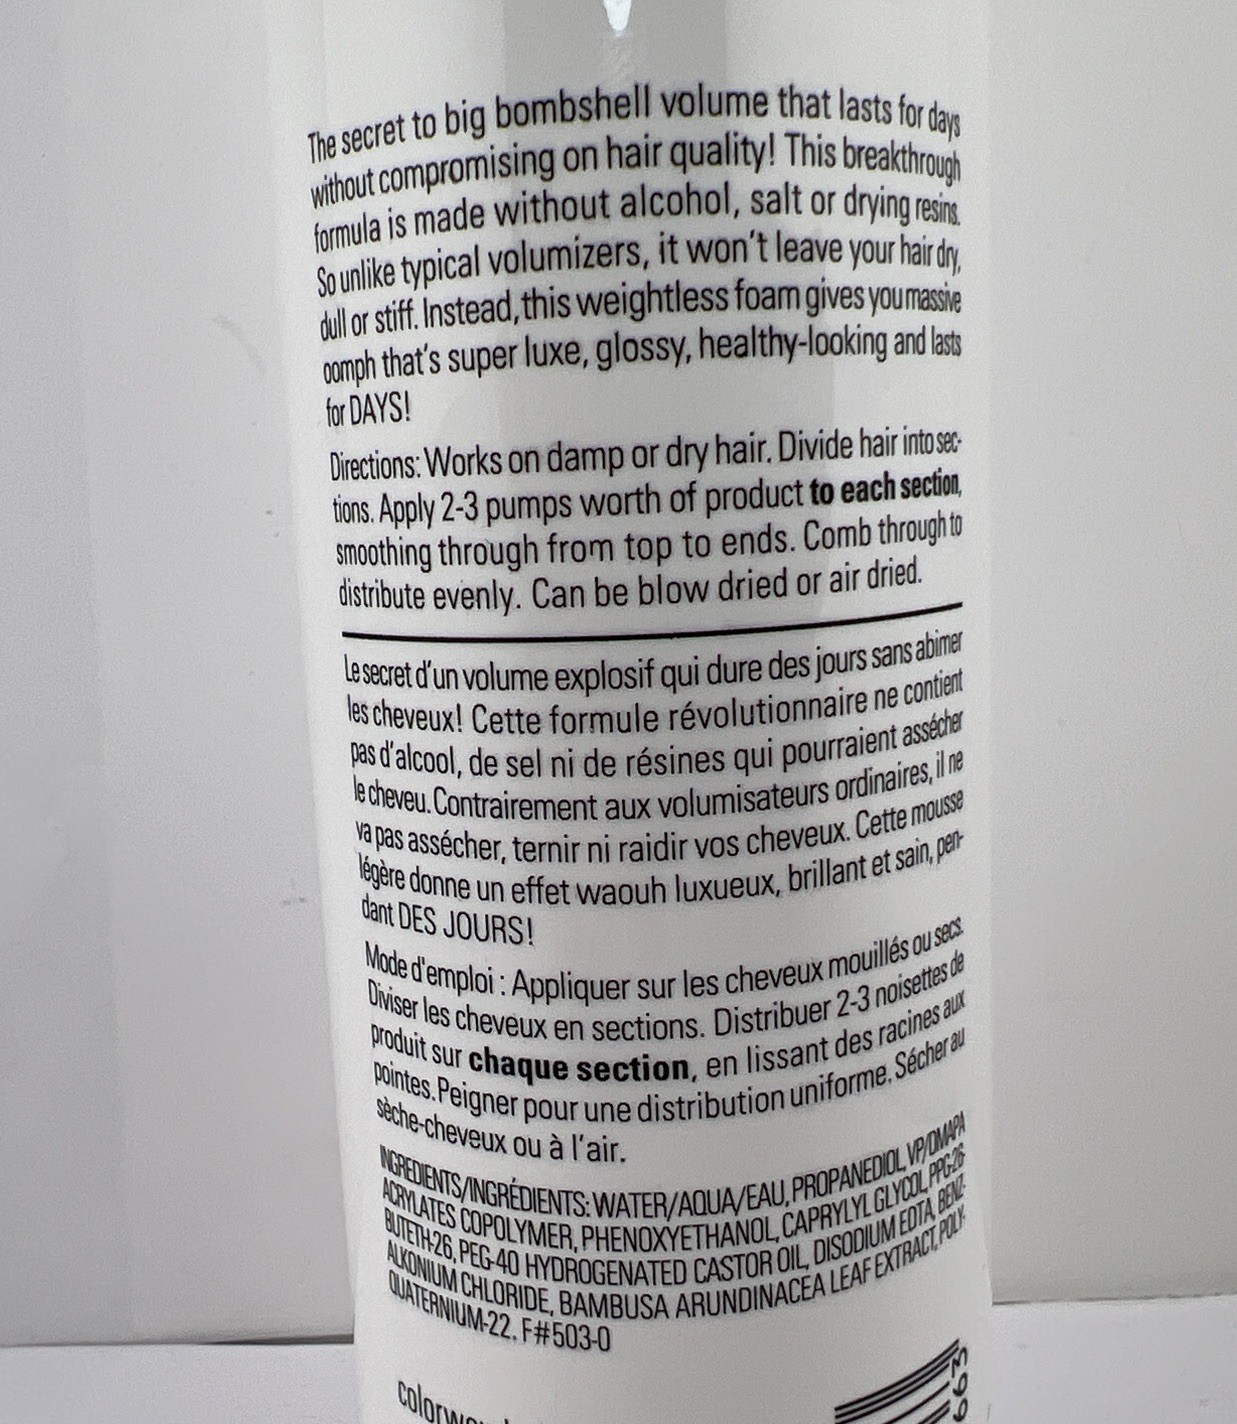 The secret to big bombshell volume that lasts for days
without compromising on hair quality! This breakthrough
formula is made without alcohol, salt or drying resins.
So unlike typical volumizers, it won't leave your hair dry,
dull or stiff. Instead, this weightless foam gives you massive
oomph that's super luxe, glossy, healthy-looking and lasts
for DAYS!
Directions: Works on damp or dry hair. Divide hair into sec-
tions. Apply 2-3 pumps worth of product to each section,
smoothing through from top to ends. Comb through to
distribute evenly. Can be blow dried or air dried.
Le secret d'un volume explosif qui dure des jours sans abimer
les cheveux! Cette formule révolutionnaire ne contient
pas d'alcool, de sel ni de résines qui pourraient assécher
le cheveu. Contrairement aux volumisateurs ordinaires, il ne
va pas assécher, ternir ni raidir vos cheveux. Cette mousse
légère donne un effet waouh luxueux, brillant et sain, pen-
dant DES JOURS!
Mode d'emploi : Appliquer sur les cheveux mouillés ou secs.
Diviser les cheveux en sections. Distribuer 2-3 noisettes de
produit sur chaque section, en lissant des racines aux
pointes. Peigner pour une distribution uniforme. Sécher au
sèche-cheveux ou à l'air.
INGREDIENTS/INGRÉDIENTS: WATER/AQUA/EAU, PROPANEDIOL, VP/DMAPA
ACRYLATES COPOLYMER, PHENOXYETHANOL, CAPRYLYL GLYCOL, PPG-26-
BUTETH-26, PEG-40 HYDROGENATED CASTOR OIL, DISODIUM EDTA, BENZ-
ALKONIUM CHLORIDE, BAMBUSA ARUNDINACEA LEAF EXTRACT, POLY-
QUATERNIUM-22. F#503-0
663